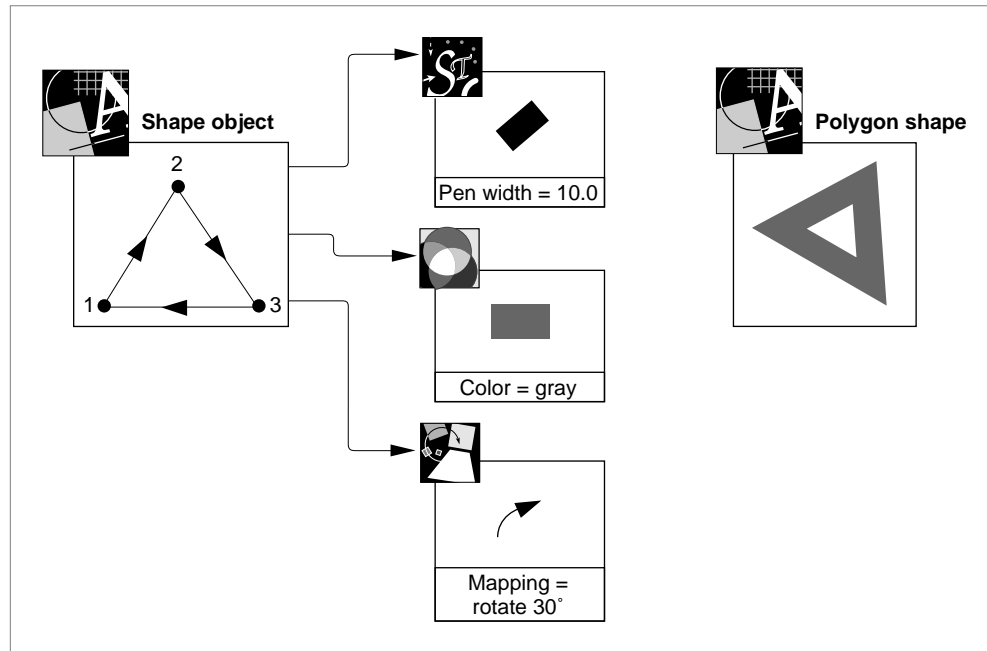 Shape object
2
1
3
Pen width = 10.0
Color = gray
Mapping =
rotate 30˚
Polygon shape